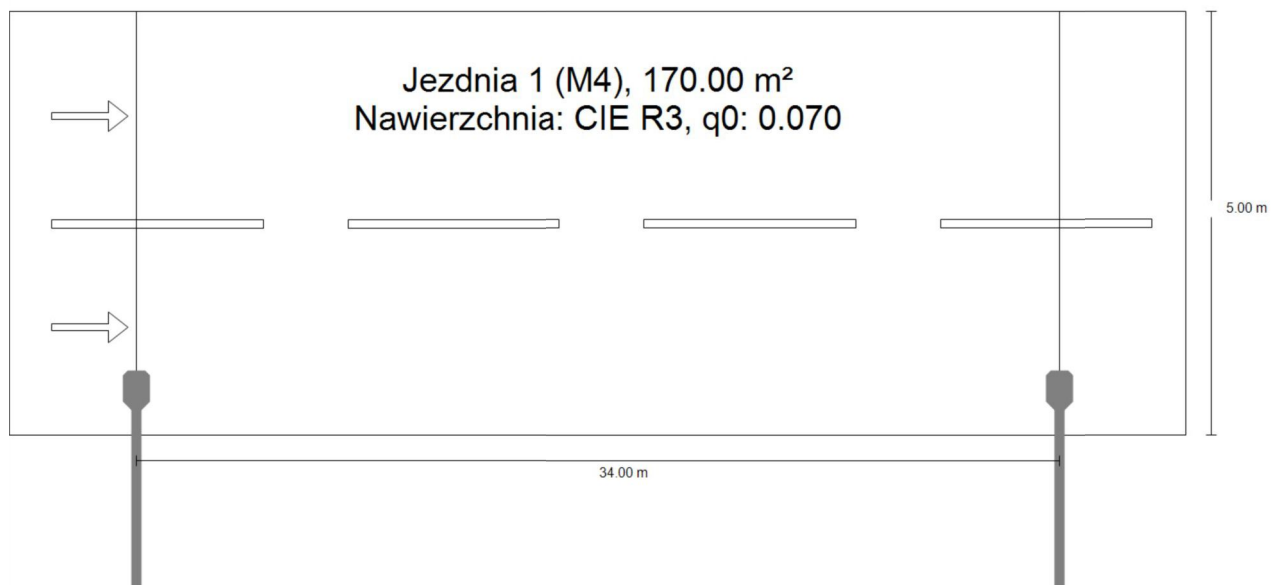 Jezdnia 1 (M4), 170.00 m²
Nawierzchnia: CIE R3, q0: 0.070
5.00 m
34.00 m